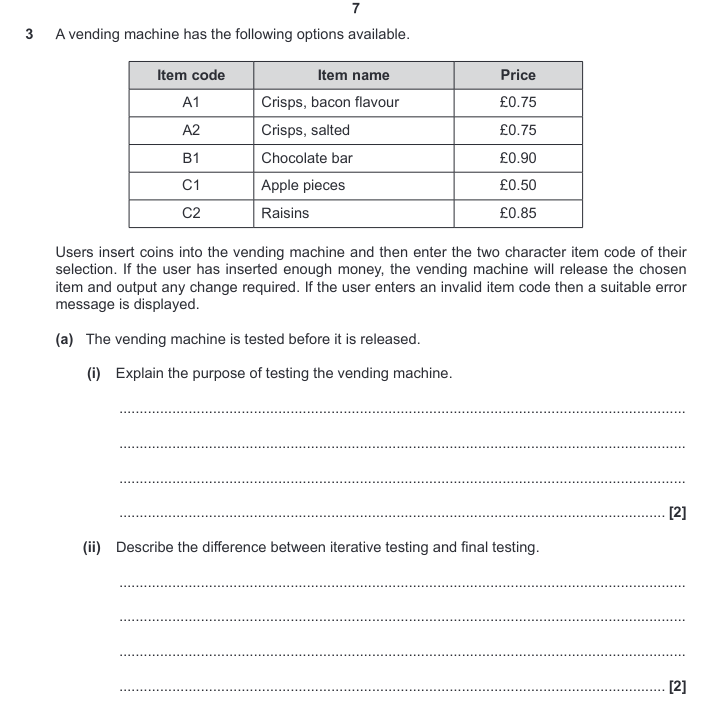 7
3 A vending machine has the following options available.
Item code Item name Price
A1 Crisps, bacon flavour £0.75
A2 Crisps, salted £0.75
B1 Chocolate bar £0.90
C1 Apple pieces £0.50
C2 Raisins £0.85
Users insert coins into the vending machine and then enter the two character item code of their
selection. If the user has inserted enough money, the vending machine will release the chosen
item and output any change required. If the user enters an invalid item code then a suitable error
message is displayed.
(a) The vending machine is tested before it is released.
(i) Explain the purpose of testing the vending machine.
[2]
(ii) Describe the difference between iterative testing and final testing.
[2]